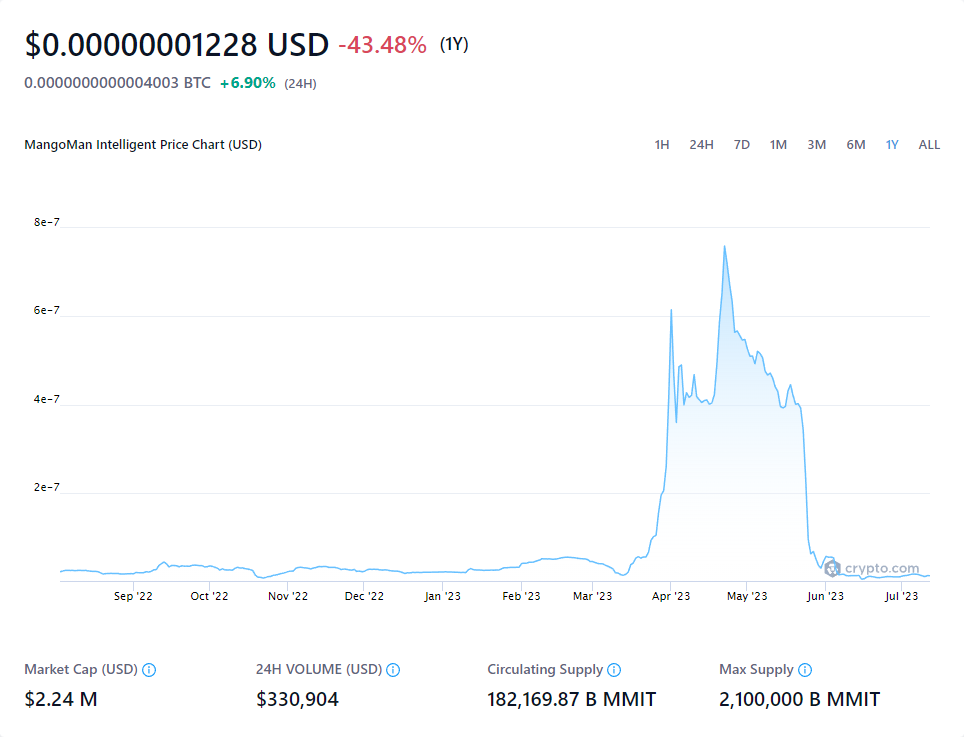 $0.00000001228 USD -43.48% (1Y)
0.0000000000004003 BTC +6.90% (24H)
MangoMan Intelligent Price Chart (USD) 1H 24H 7D 1M 3M 6M 1Y ALL
8e-7
6e-7
4e-7
2e-7
crypto.com
Sep '22 Oct '22 Nov '22 Dec '22 Jan '23 Feb '23 Mar '23 Apr '23 May '23 Jun '23 Jul '23
Market Cap (USD) 24H VOLUME (USD) Circulating Supply Max Supply
$2.24 M $330,904 182,169.87 B MMIT 2,100,000 B MMIT